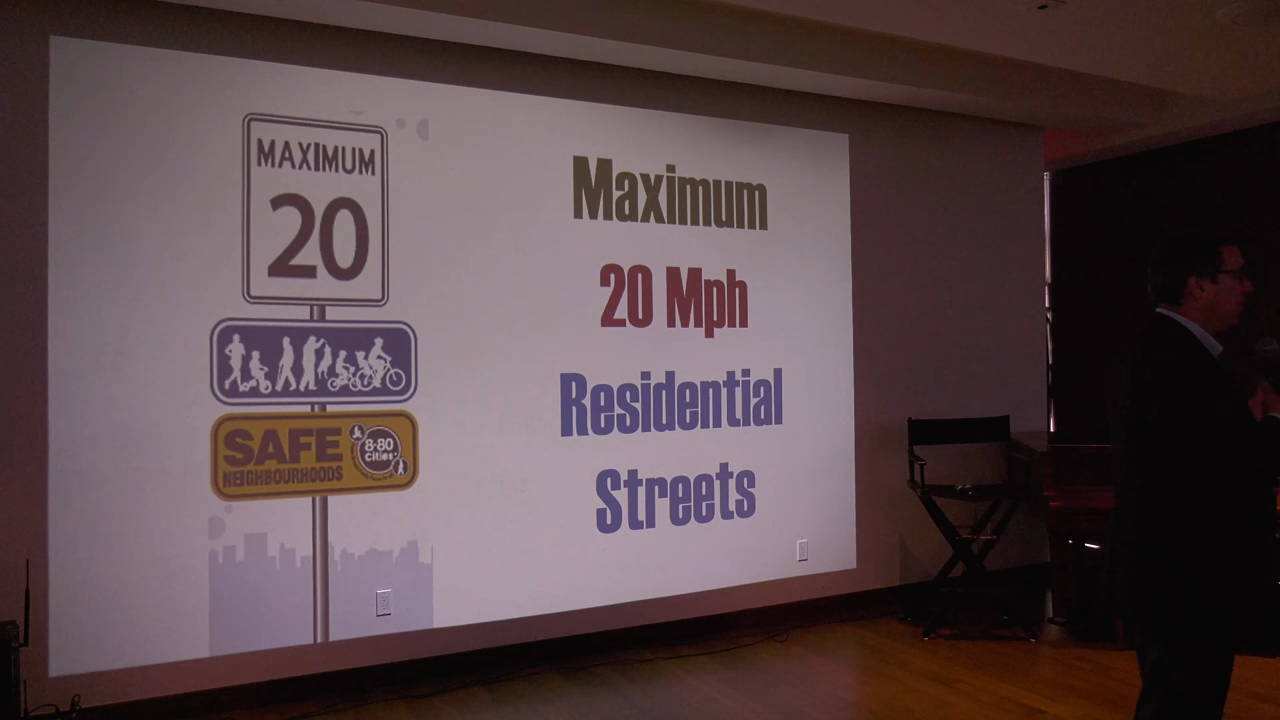 MAXIMUM
20
SAFE
NEIGHBOURHOODS
8-80
cities
Maximum
20 Mph
Residential
Streets